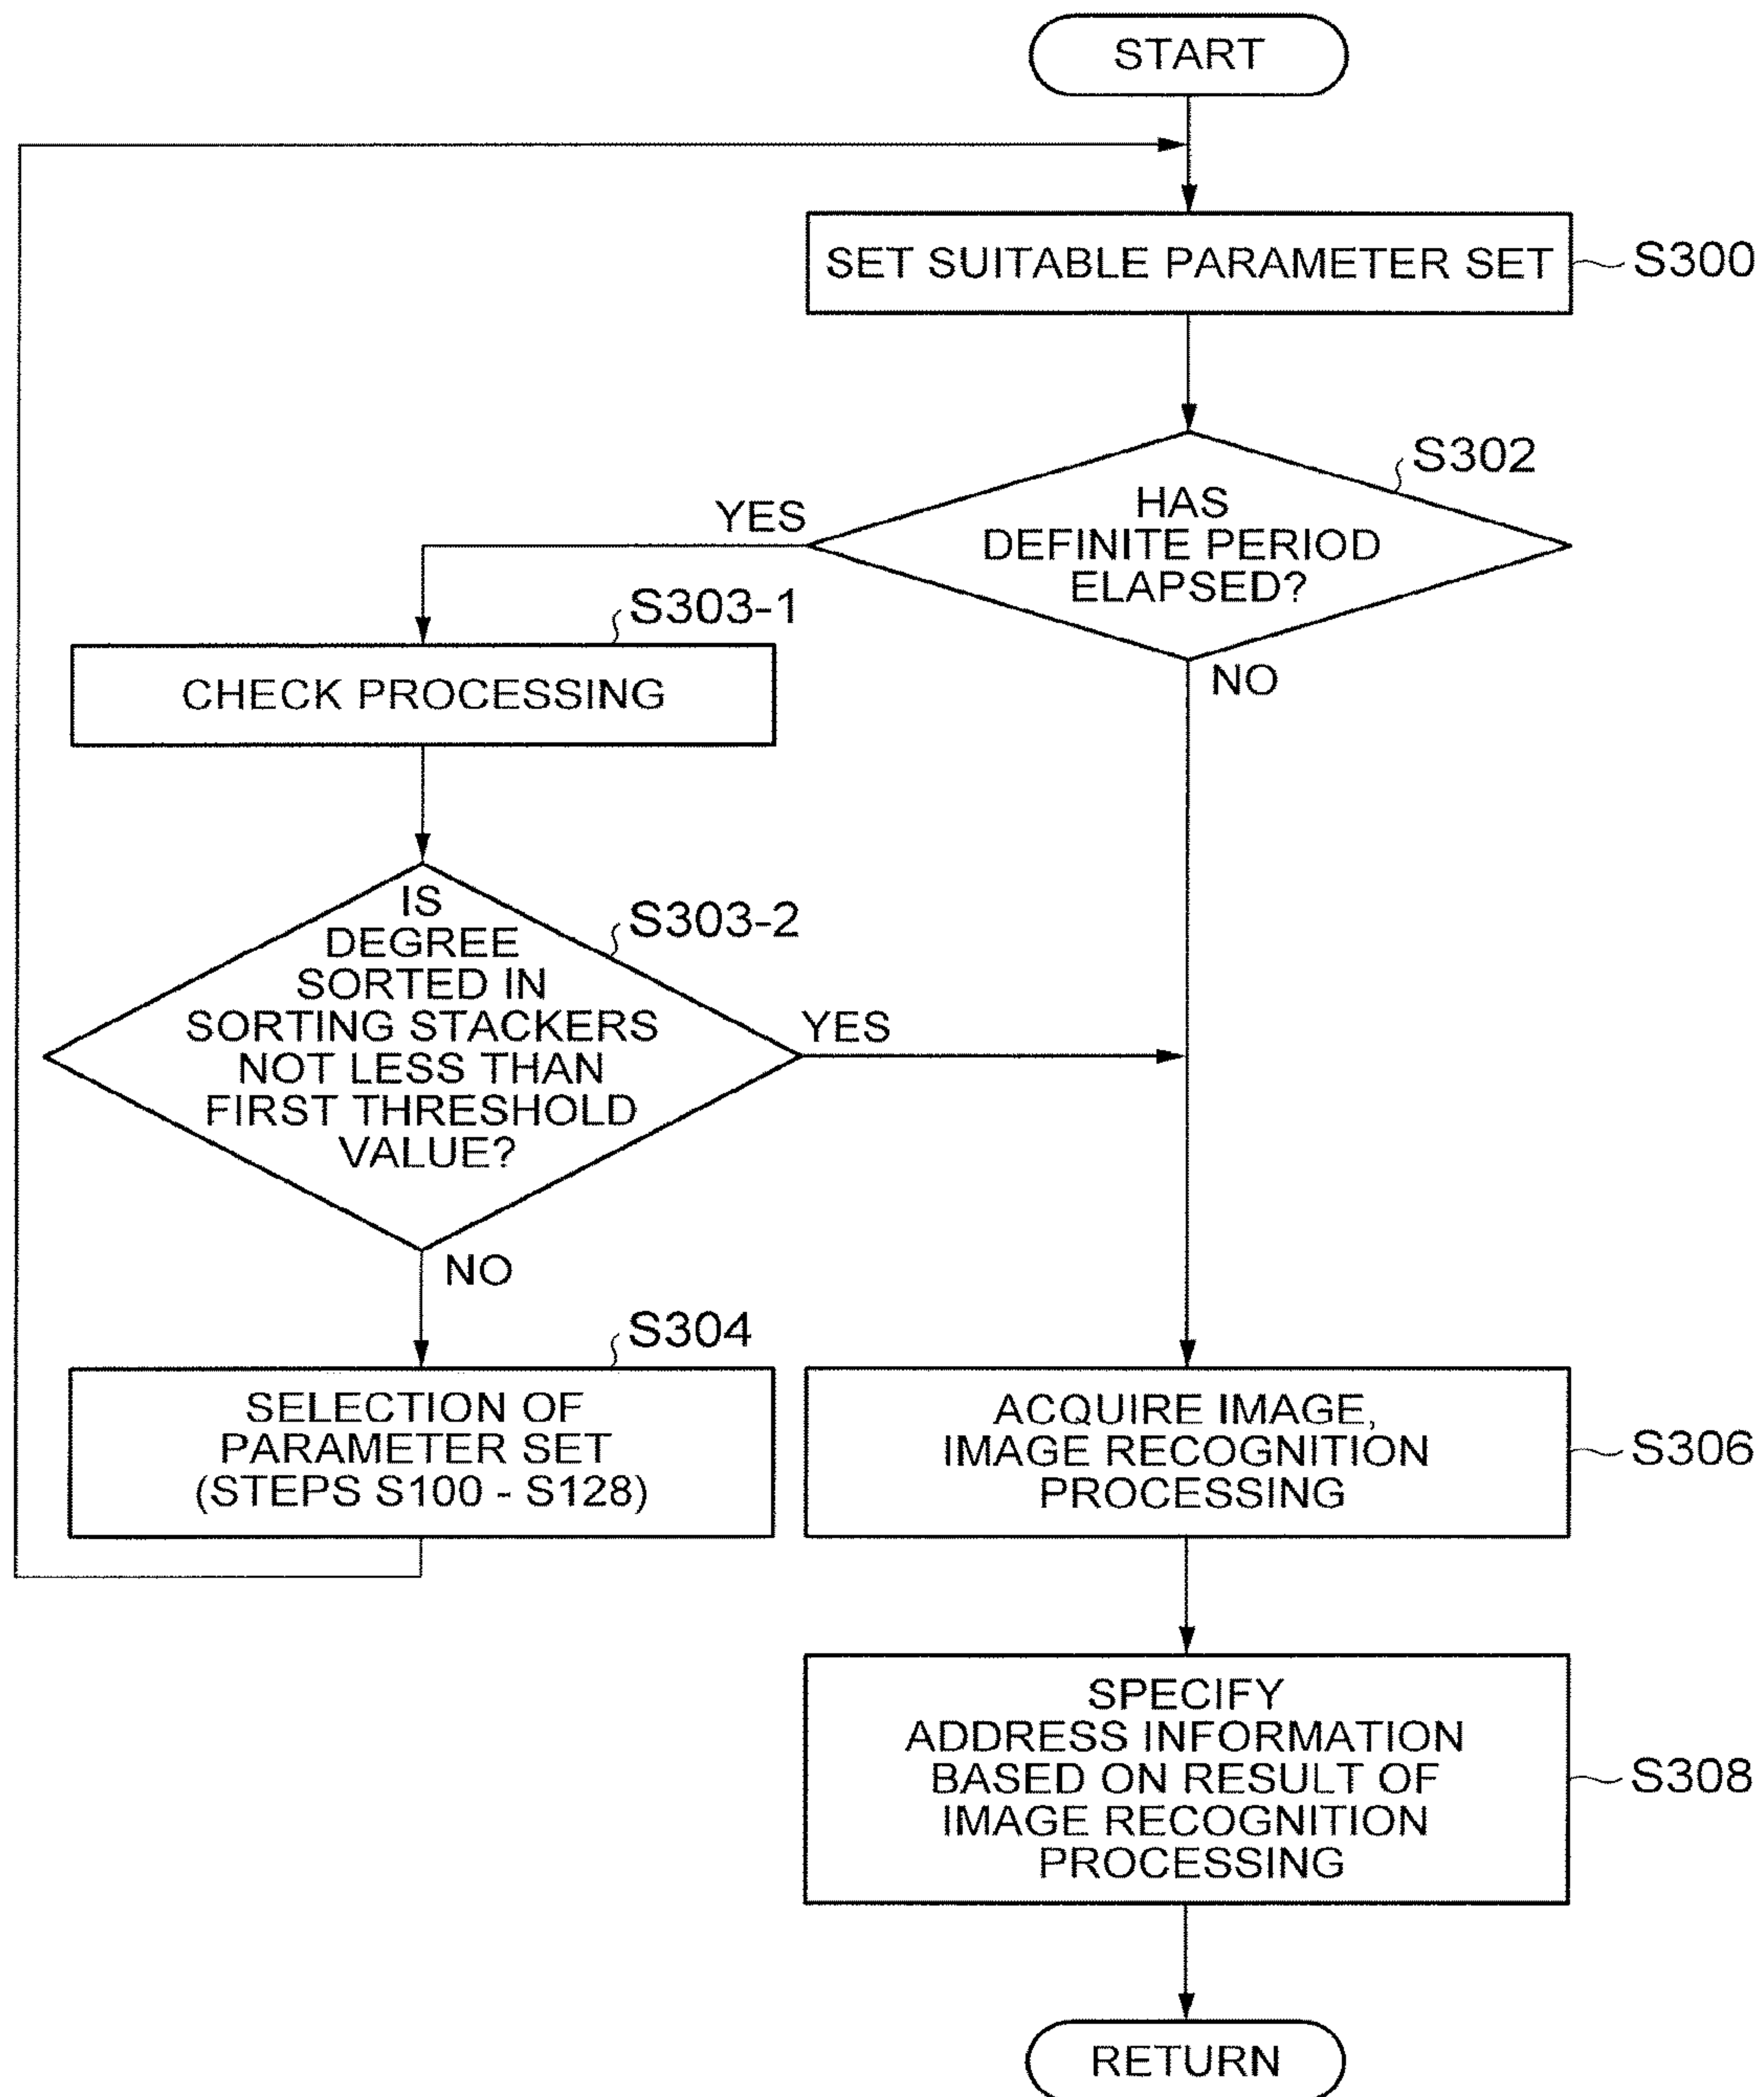 START
SET SUITABLE PARAMETER SET
S300
S302
HAS
DEFINITE PERIOD
ELAPSED?
YES
NO
S303-1
CHECK PROCESSING
S303-2
IS
DEGREE
SORTED IN
SORTING STACKERS
NOT LESS THAN
FIRST THRESHOLD
VALUE?
YES
NO
S304
SELECTION OF
PARAMETER SET
(STEPS S100 - S128)
ACQUIRE IMAGE,
IMAGE RECOGNITION
PROCESSING
S306
SPECIFY
ADDRESS INFORMATION
BASED ON RESULT OF
IMAGE RECOGNITION
PROCESSING
S308
RETURN